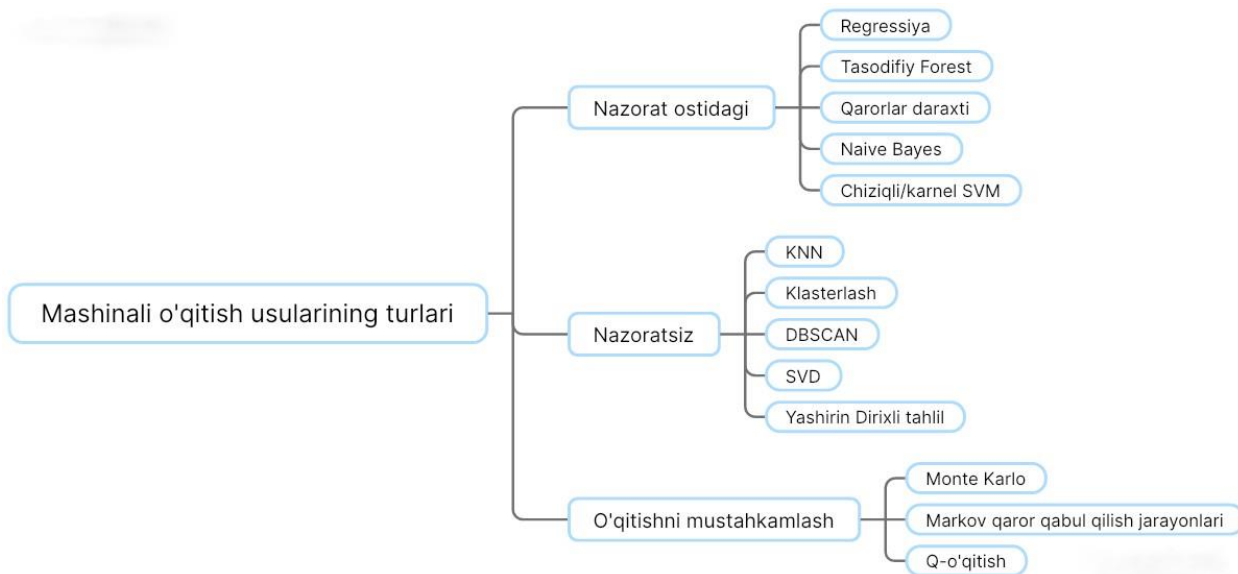 Mashinali o'qitish usularining turlari
Nazorat ostidagi
Regressiya
Tasodifiy Forest
Qarorlar daraxti
Naive Bayes
Chiziqli/karnel SVM
Nazoratsiz
KNN
Klasterlash
DBSCAN
SVD
Yashirin Dirixli tahlil
O'qitishni mustahkamlash
Monte Karlo
Markov qaror qabul qilish jarayonlari
Q-o'qitish